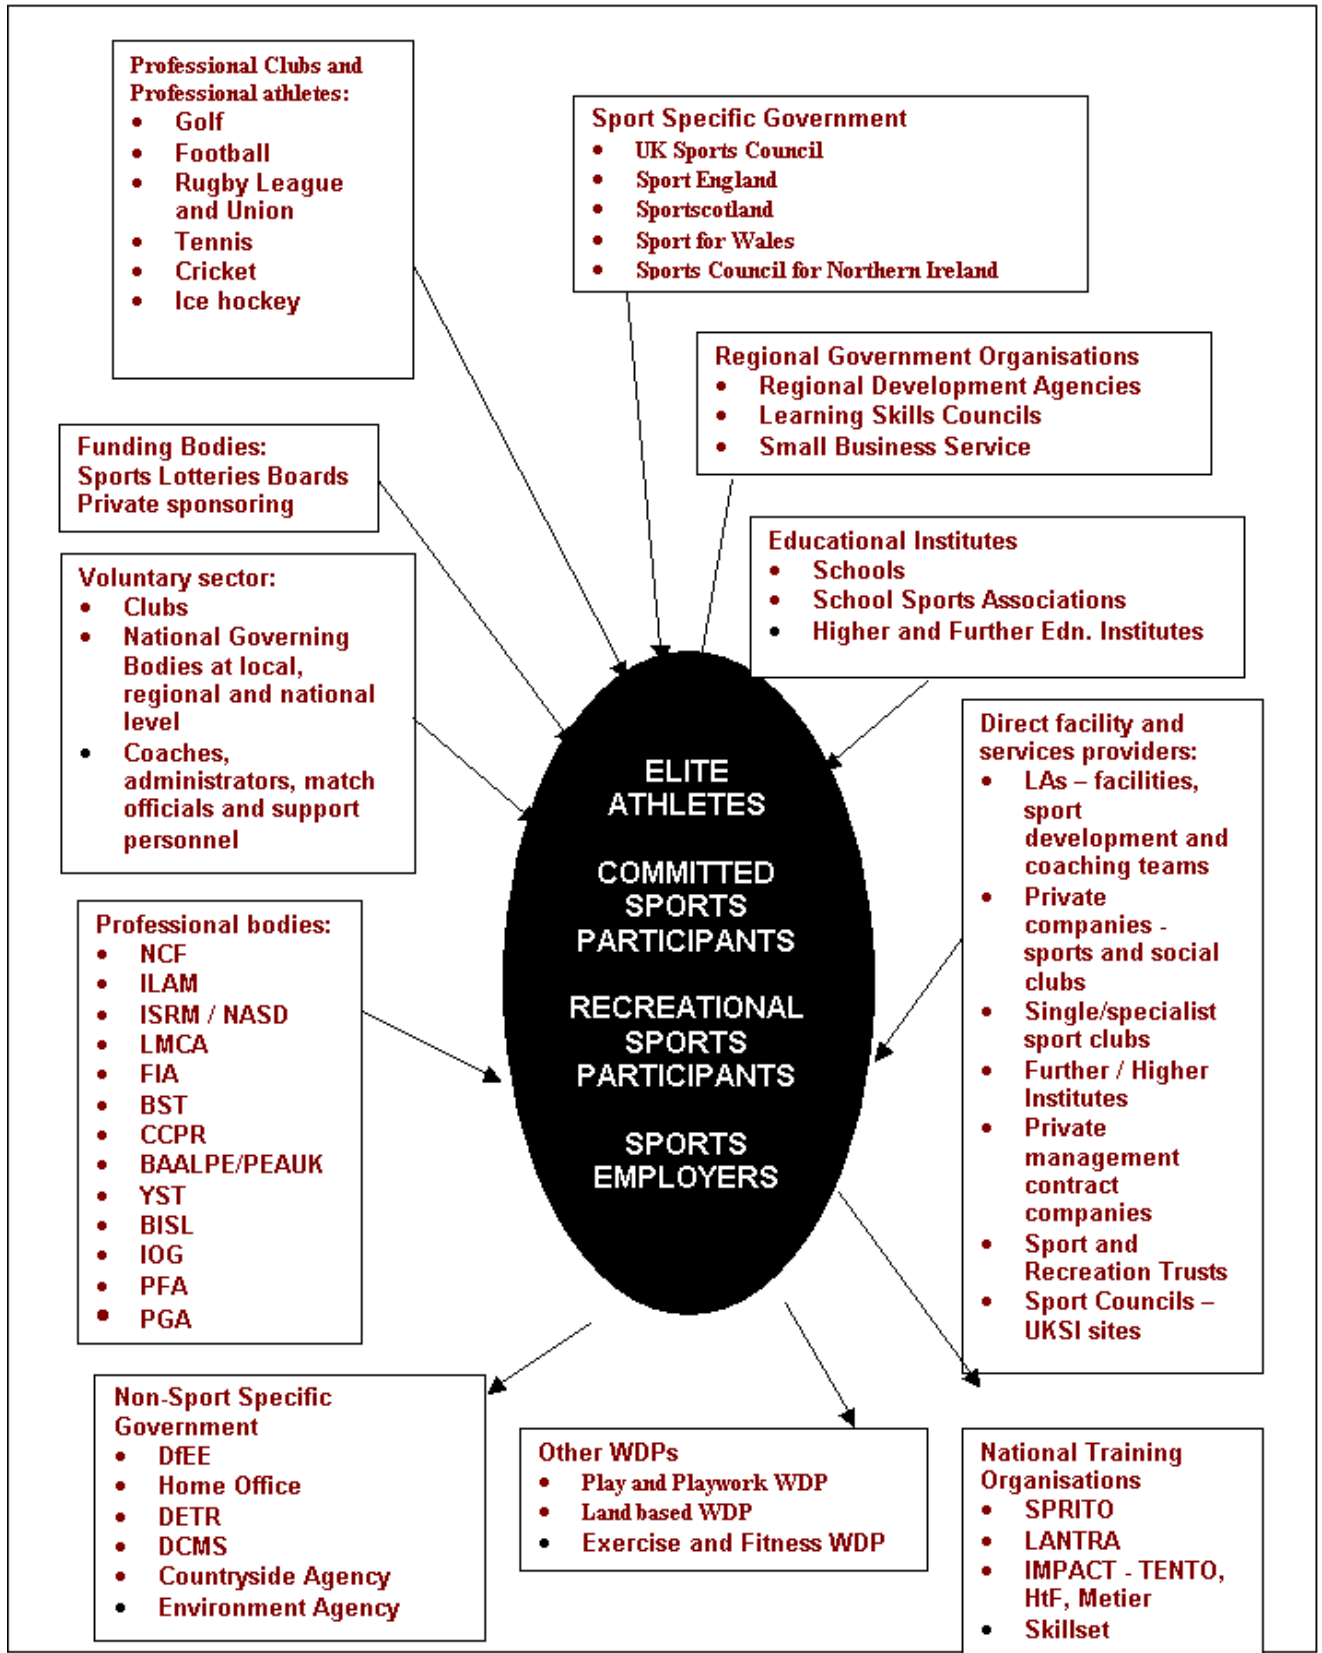 Professional Clubs and
Professional athletes:
• Golf
• Football
• Rugby League
and Union
• Tennis
• Cricket
• Ice hockey
Sport Specific Government
• UK Sports Council
• Sport England
• Sportscotland
• Sport for Wales
• Sports Council for Northern Ireland
Regional Government Organisations
• Regional Development Agencies
• Learning Skills Councils
• Small Business Service
Funding Bodies:
Sports Lotteries Boards
Private sponsoring
Educational Institutes
• Schools
• School Sports Associations
• Higher and Further Edn. Institutes
Voluntary sector:
• Clubs
• National Governing
Bodies at local,
regional and national
level
• Coaches,
administrators, match
officials and support
personnel
Direct facility and
services providers:
• LAs – facilities,
sport
development and
coaching teams
• Private
companies -
sports and social
clubs
• Single/specialist
sport clubs
• Further / Higher
Institutes
• Private
management
contract
companies
• Sport and
Recreation Trusts
• Sport Councils –
UKSI sites
ELITE
ATHLETES
COMMITTED
SPORTS
PARTICIPANTS
RECREATIONAL
SPORTS
PARTICIPANTS
SPORTS
EMPLOYERS
Professional bodies:
• NCF
• ILAM
• ISRM / NASD
• LMCA
• FIA
• BST
• CCPR
• BAALPE/PEAUK
• YST
• BISL
• IOG
• PFA
• PGA
Non-Sport Specific
Government
• DfEE
• Home Office
• DETR
• DCMS
• Countryside Agency
• Environment Agency
Other WDPs
• Play and Playwork WDP
• Land based WDP
• Exercise and Fitness WDP
National Training
Organisations
• SPRITO
• LANTRA
• IMPACT - TENTO,
HtF, Metier
• Skillset